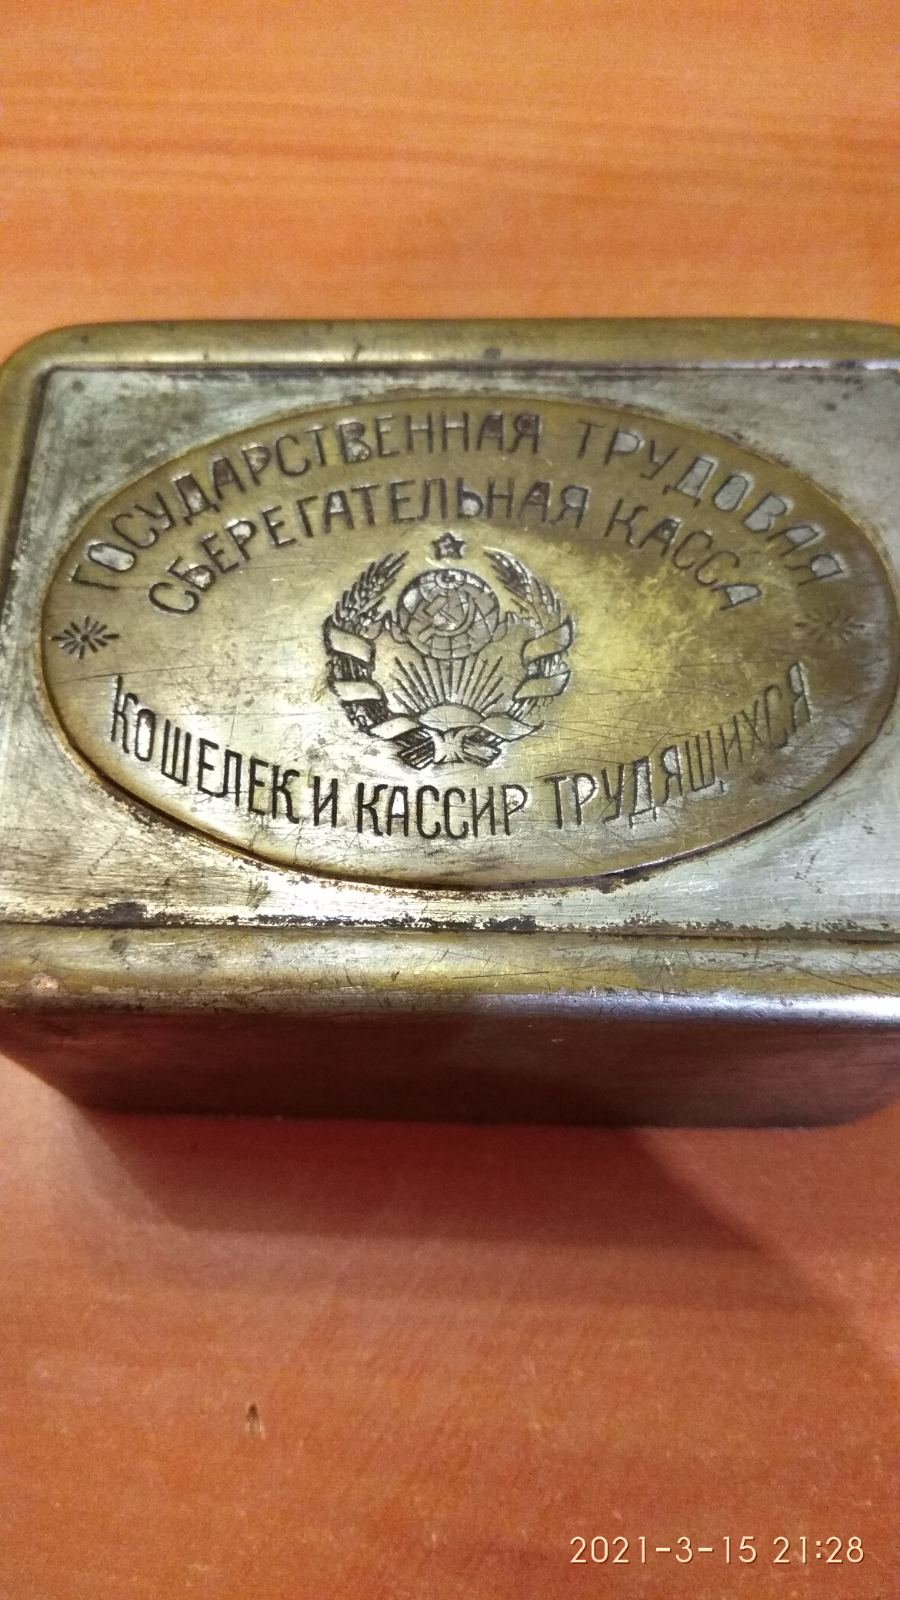 ГОСУДАРСТВЕННАЯ ТРУДОВАЯ
СБЕРЕГАТЕЛЬНАЯ КАССА
КОШЕЛЕК И КАССИР ТРУДЯЩИХСЯ
2021-3-15 21:28